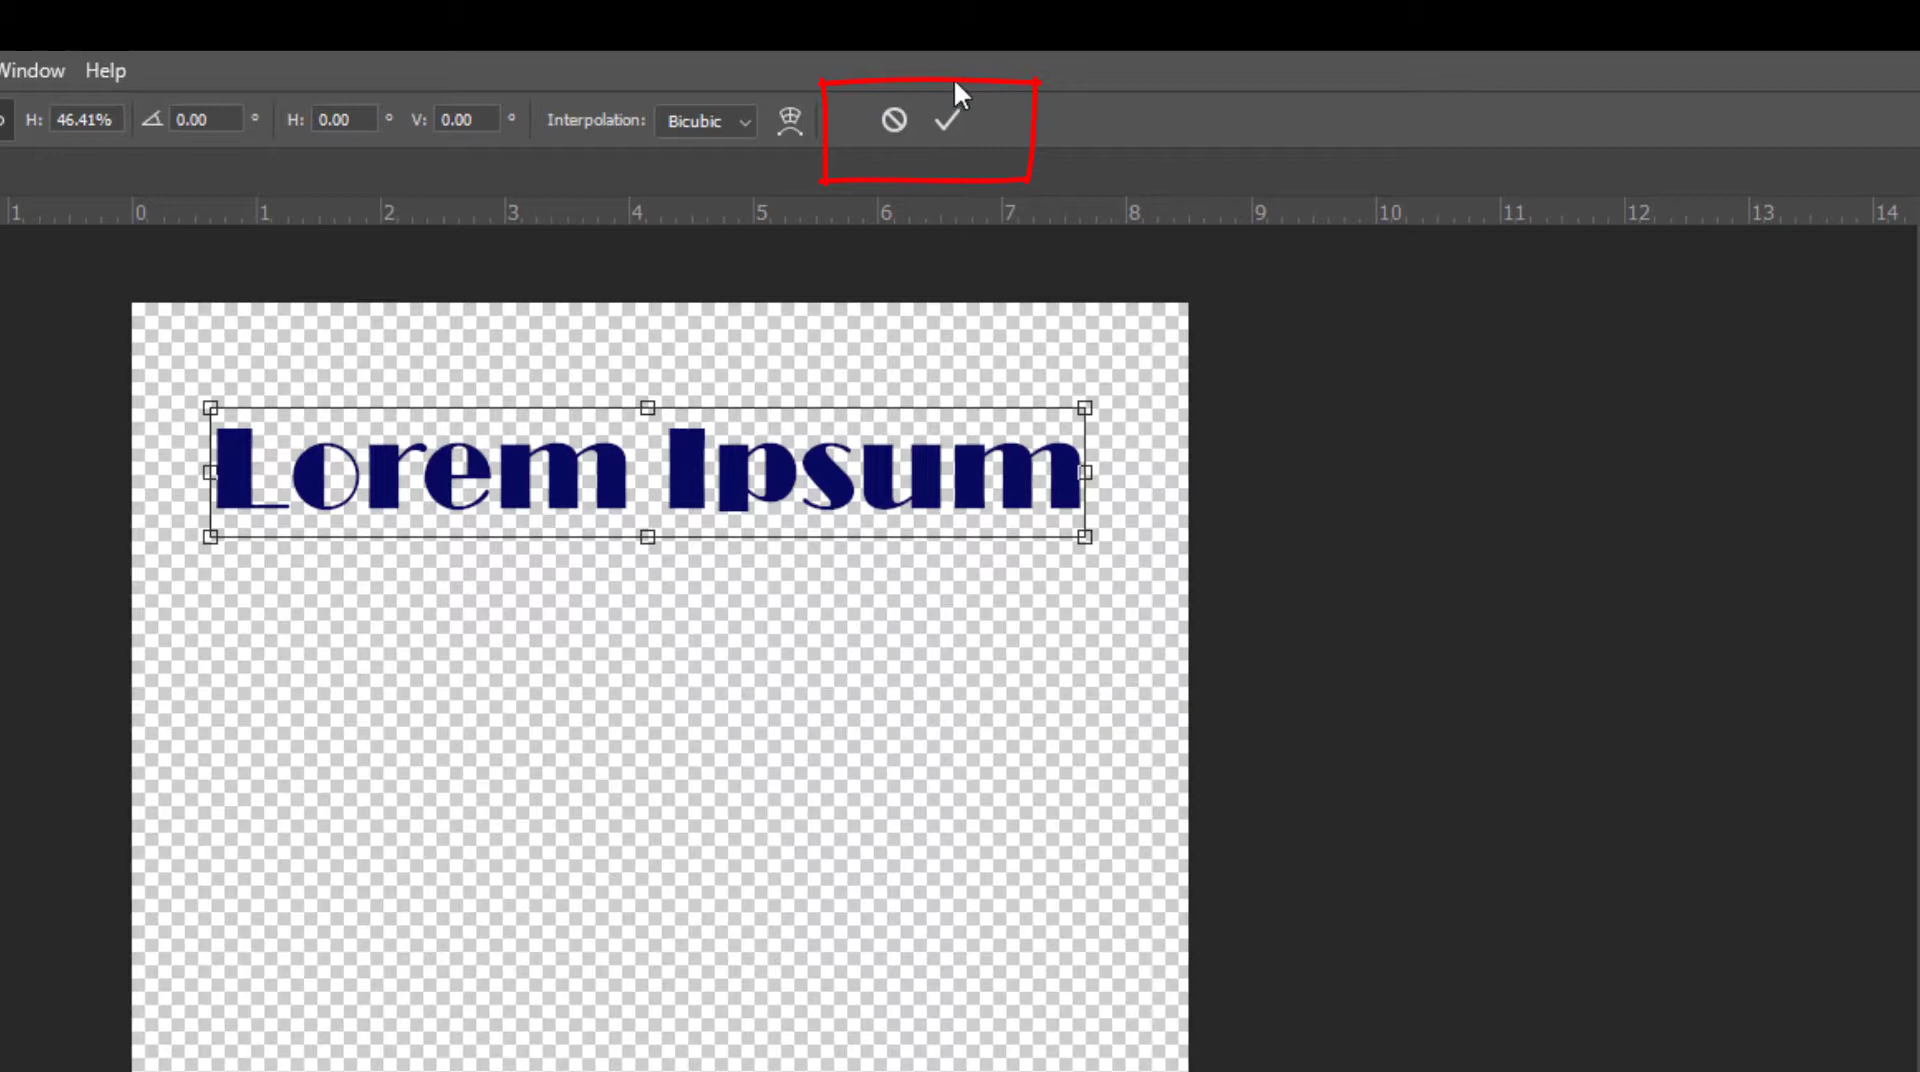 Window Help
H: 46.41% 0.00 ° H: 0.00 ° V: 0.00 ° Interpolation: Bicubic
1 0 1 2 3 4 5 6 7 8 9 10 11 12 13 14
Lorem Ipsum